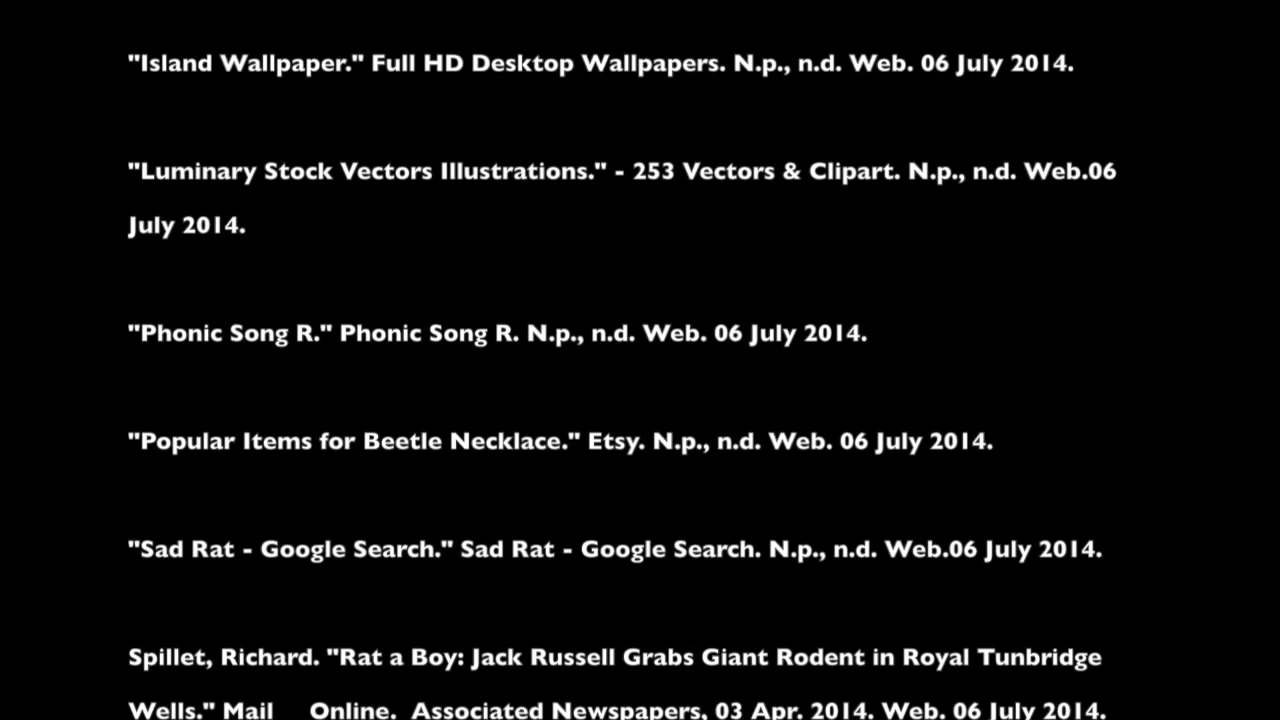 "Island Wallpaper." Full HD Desktop Wallpapers. N.p., n.d. Web. 06 July 2014.
"Luminary Stock Vectors Illustrations." - 253 Vectors & Clipart. N.p., n.d. Web.06
July 2014.
"Phonic Song R." Phonic Song R. N.p., n.d. Web. 06 July 2014.
"Popular Items for Beetle Necklace." Etsy. N.p., n.d. Web. 06 July 2014.
"Sad Rat - Google Search." Sad Rat - Google Search. N.p., n.d. Web.06 July 2014.
Spillet, Richard. "Rat a Boy: Jack Russell Grabs Giant Rodent in Royal Tunbridge
Wells." Mail Online. Associated Newspapers, 03 Apr. 2014. Web. 06 July 2014.